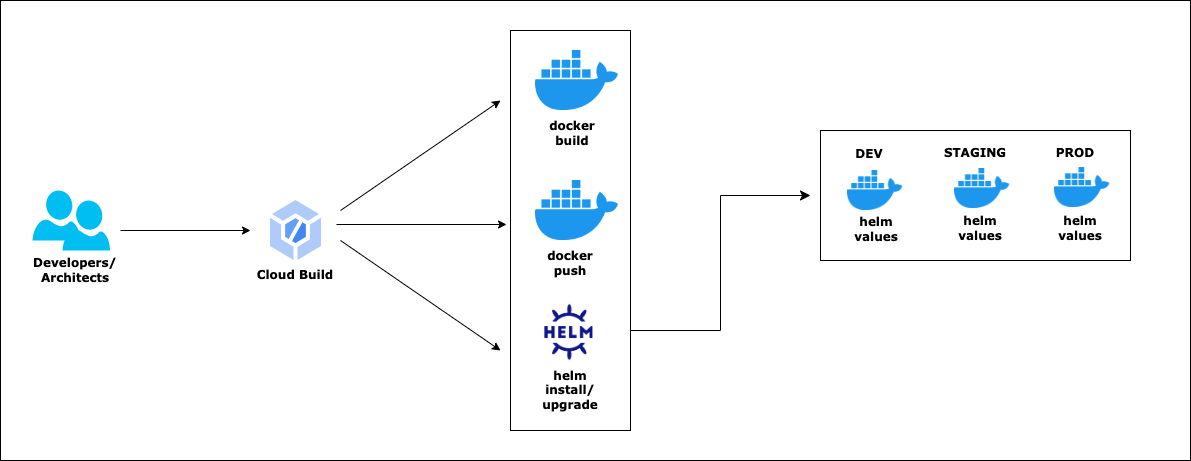 Developers/
Architects
Cloud Build
docker
build
docker
push
HELM
helm
install/
upgrade
DEV
helm
values
STAGING
helm
values
PROD
helm
values